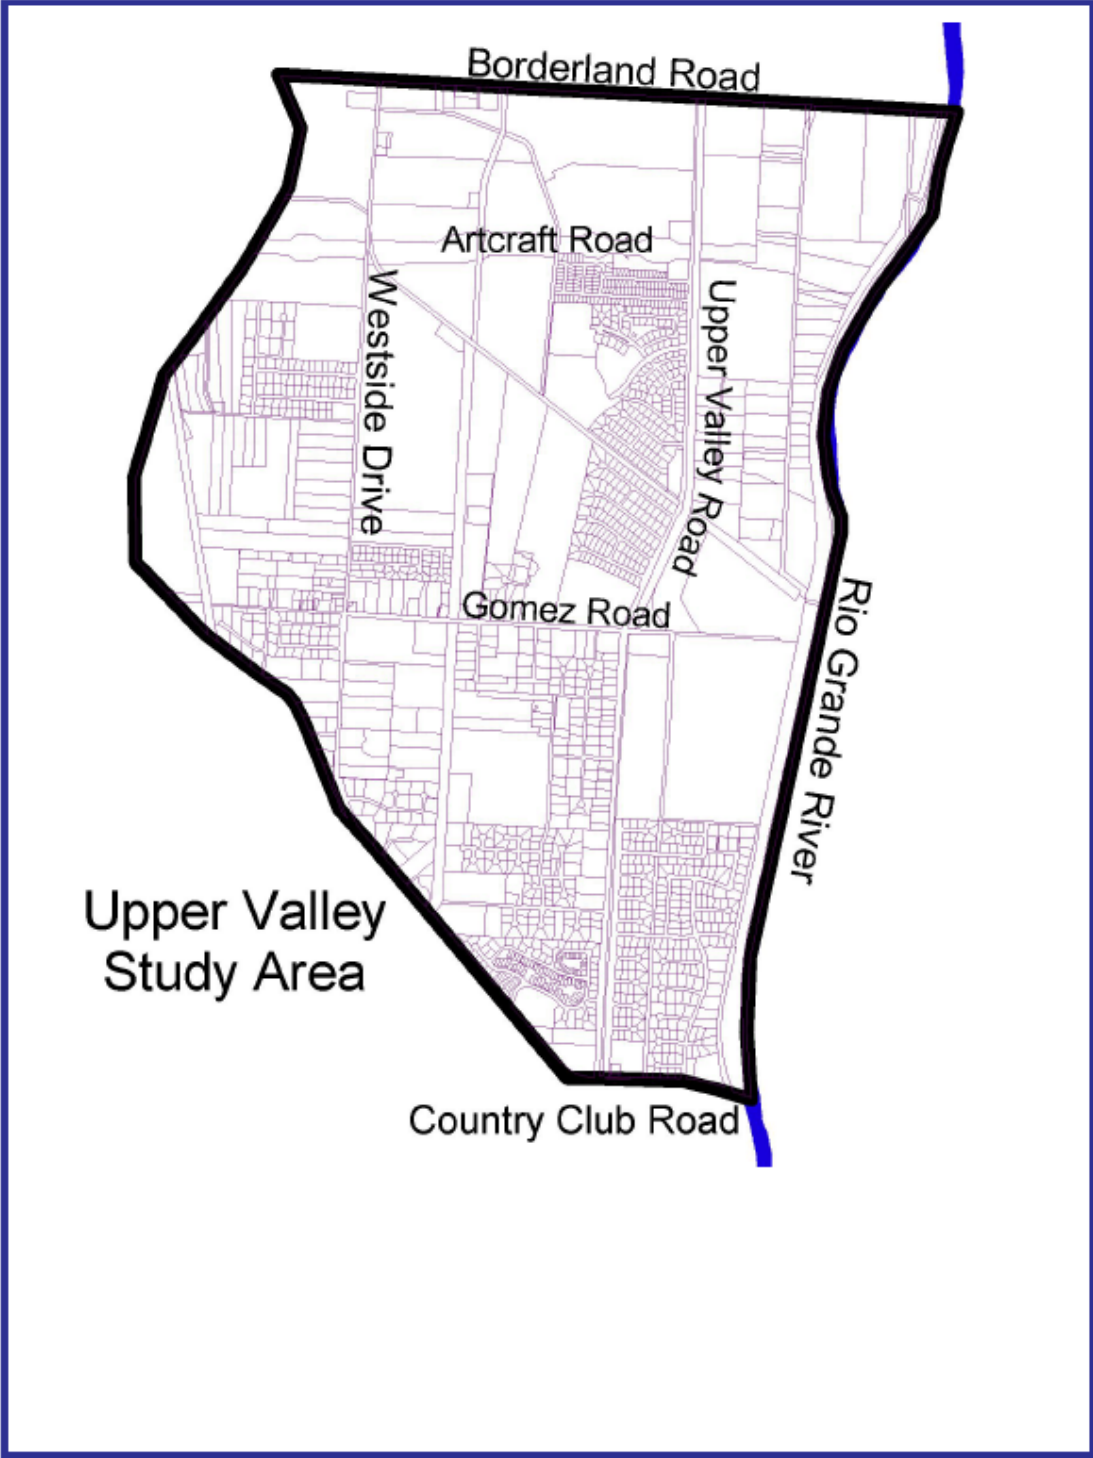 Borderland Road
Artcraft Road
Westside Drive
Upper Valley Road
Gomez Road
Rio Grande River
Upper Valley
Study Area
Country Club Road